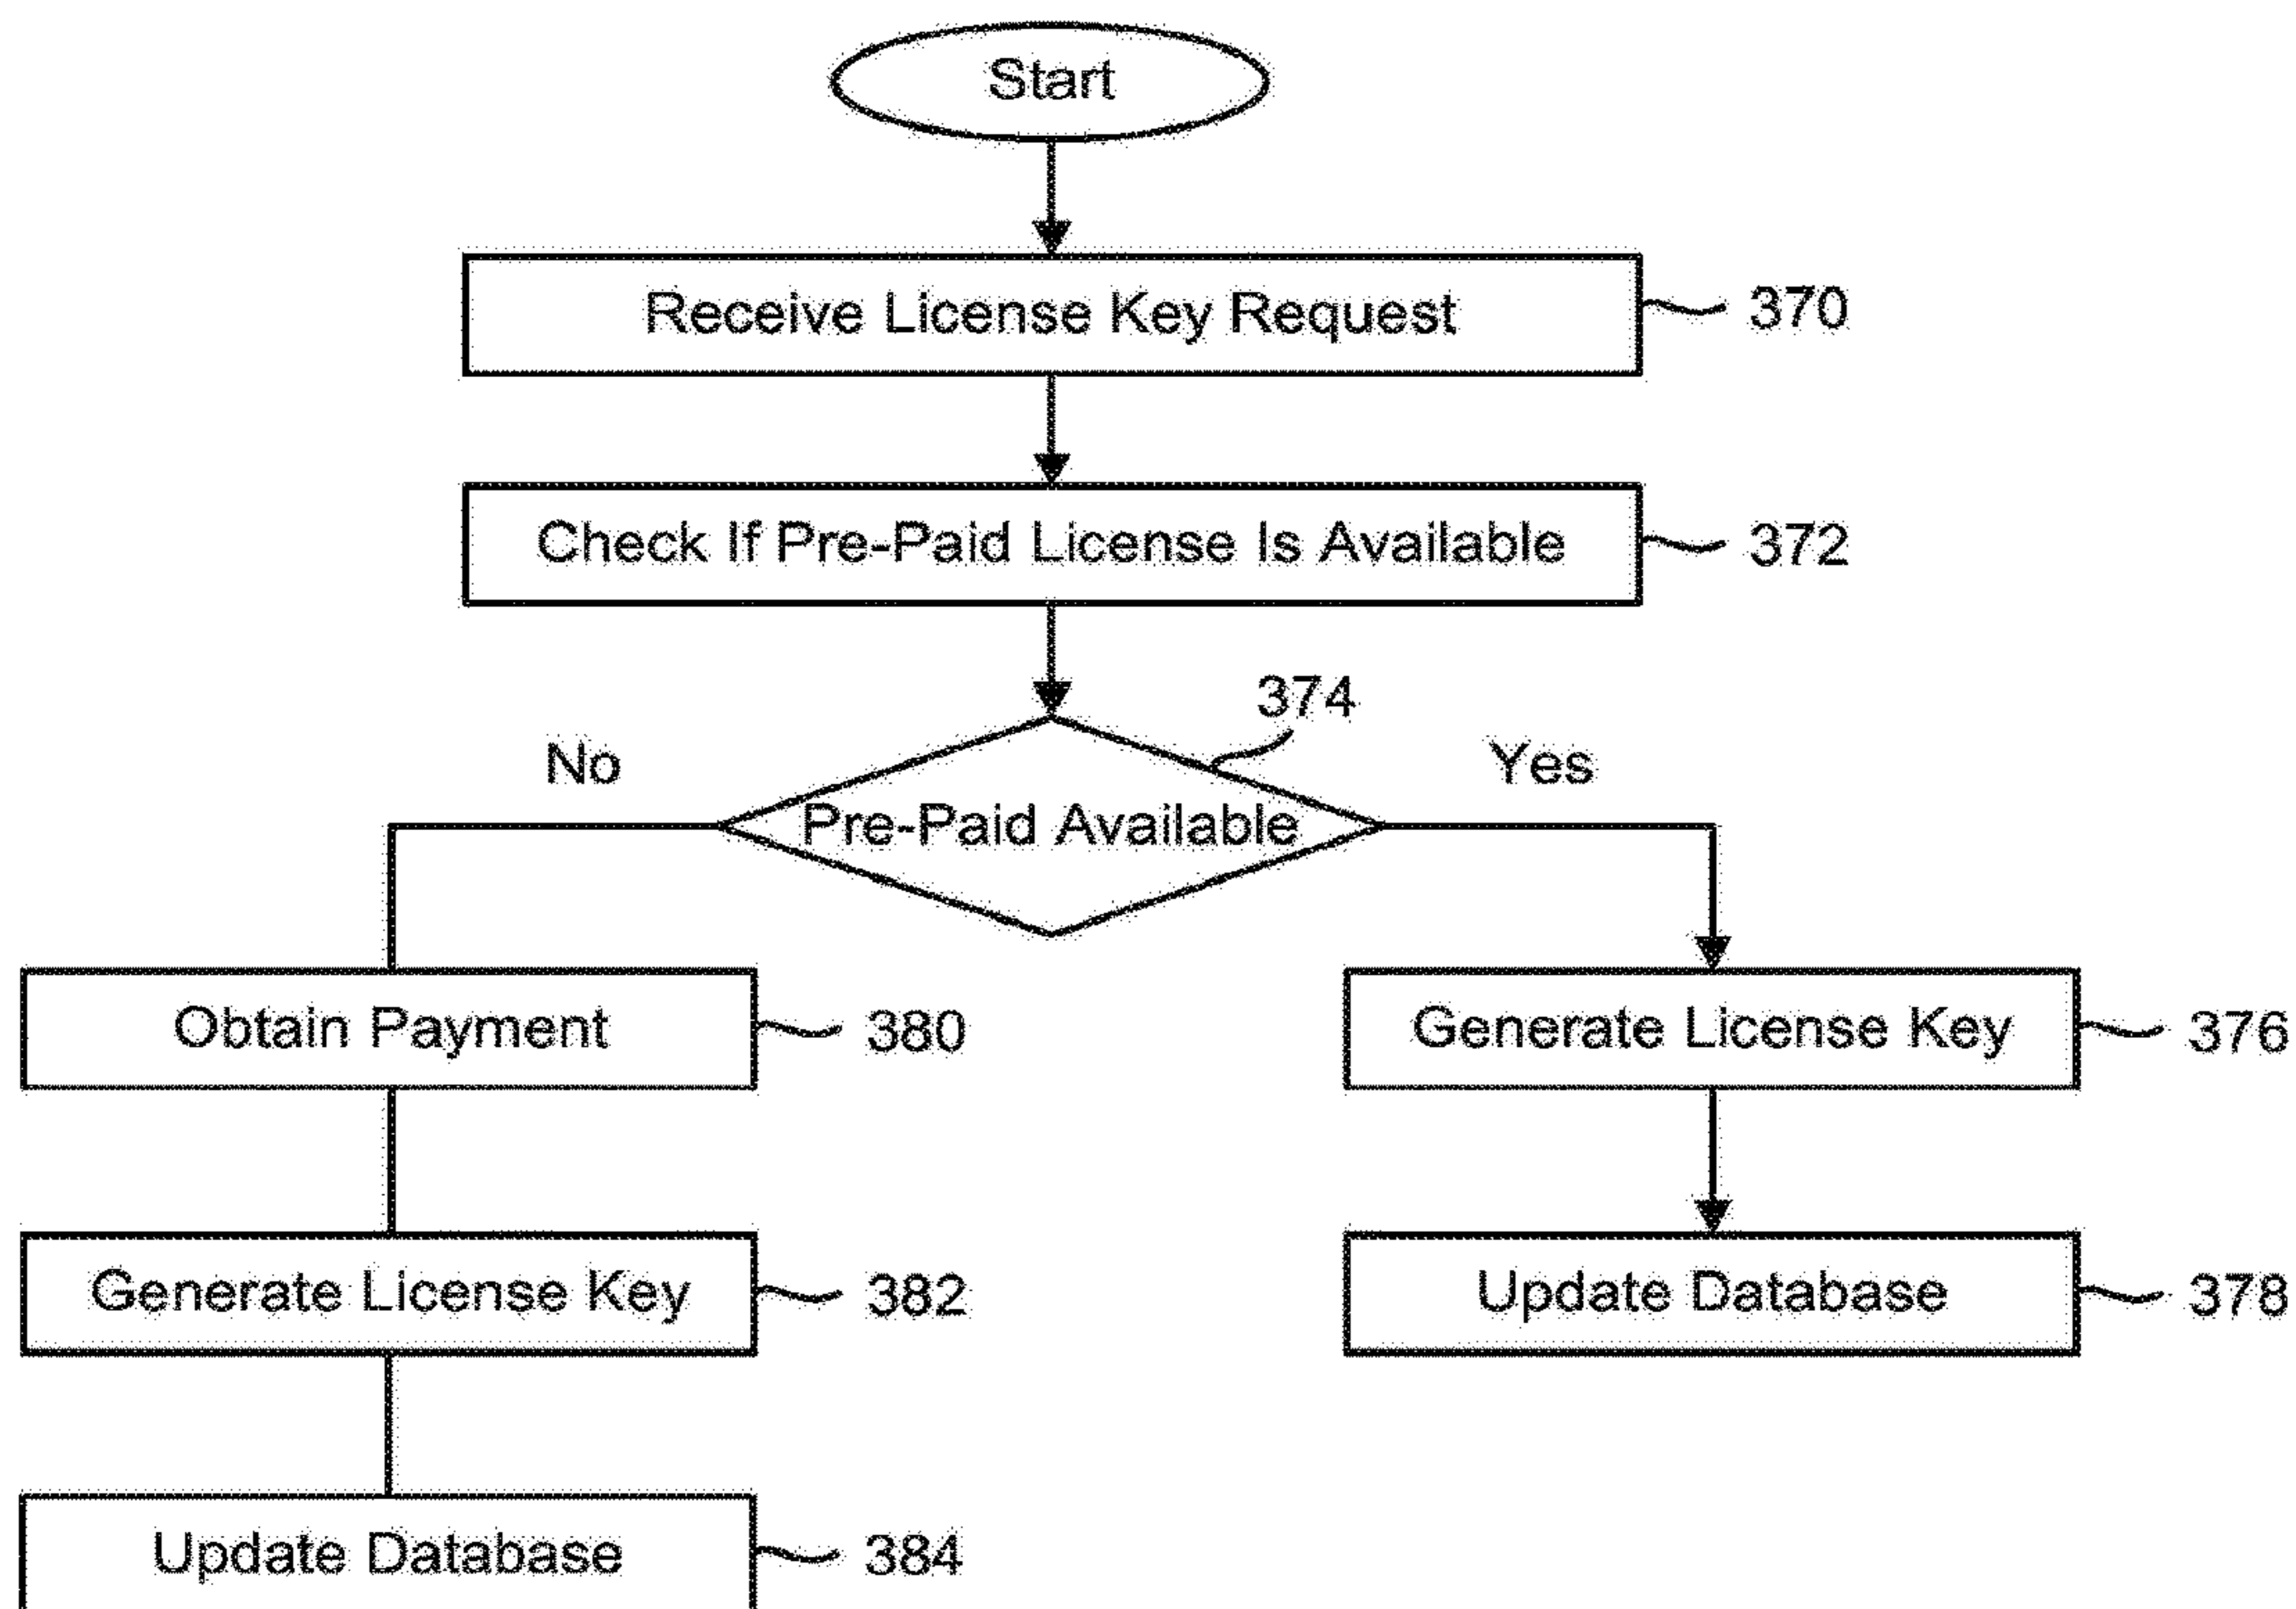 Start
Receive License Key Request 370
Check If Pre-Paid License Is Available 372
374
No Yes
Pre-Paid Available
Obtain Payment 380
Generate License Key 376
Generate License Key 382
Update Database 378
Update Database 384